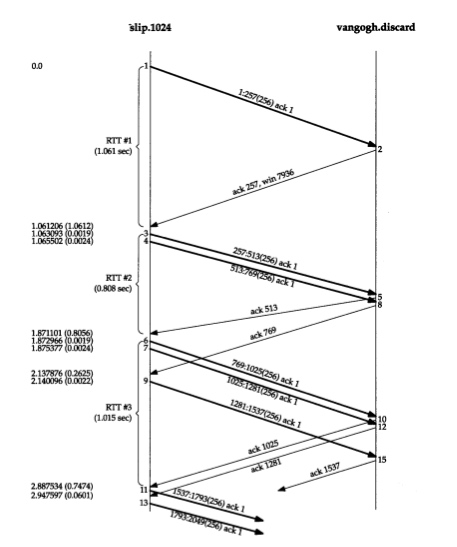 slip.1024
vangogh.discard
0.0
1
1:257(256) ack 1
RTT #1
(1.061 sec)
2
ack 257, win 7936
1.061206 (1.0612)
1.063093 (0.0019)
3
1.065502 (0.0024)
4
257:513(256) ack 1
513:769(256) ack 1
RTT #2
(0.808 sec)
5
8
ack 513
ack 769
1.871101 (0.8056)
1.872966 (0.0019)
6
1.875377 (0.0024)
7
769:1025(256) ack 1
1025:1281(256) ack 1
2.137876 (0.2625)
2.140096 (0.0022)
9
1281:1537(256) ack 1
RTT #3
(1.015 sec)
10
12
ack 1025
ack 1281
15
ack 1537
2.887534 (0.7474)
11
2.947597 (0.0601)
13
1537:1793(256) ack 1
1793:2049(256) ack 1